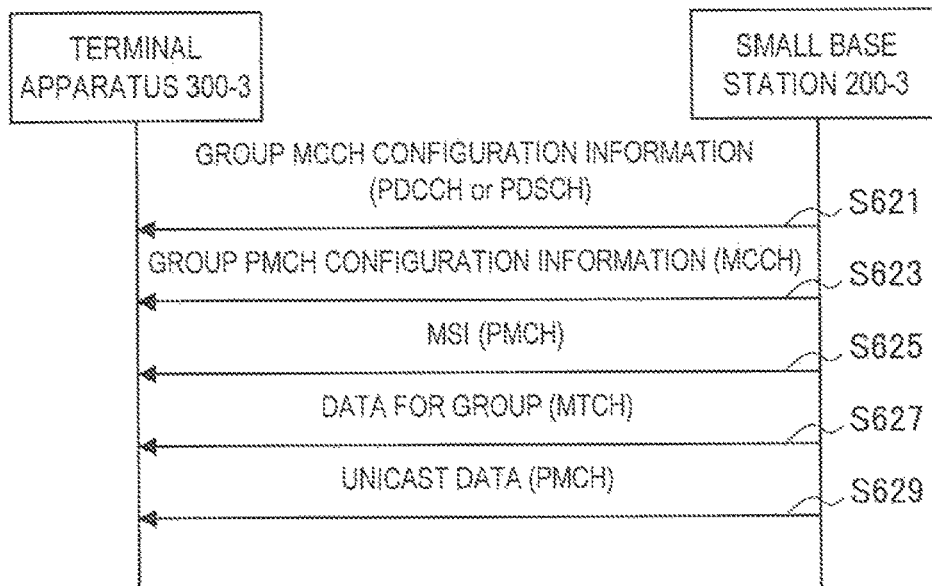 TERMINAL
APPARATUS 300-3
SMALL BASE
STATION 200-3
GROUP MCCH CONFIGURATION INFORMATION
(PDCCH or PDSCH)
S621
GROUP PMCH CONFIGURATION INFORMATION (MCCH)
S623
MSI (PMCH)
S625
DATA FOR GROUP (MTCH)
S627
UNICAST DATA (PMCH)
S629